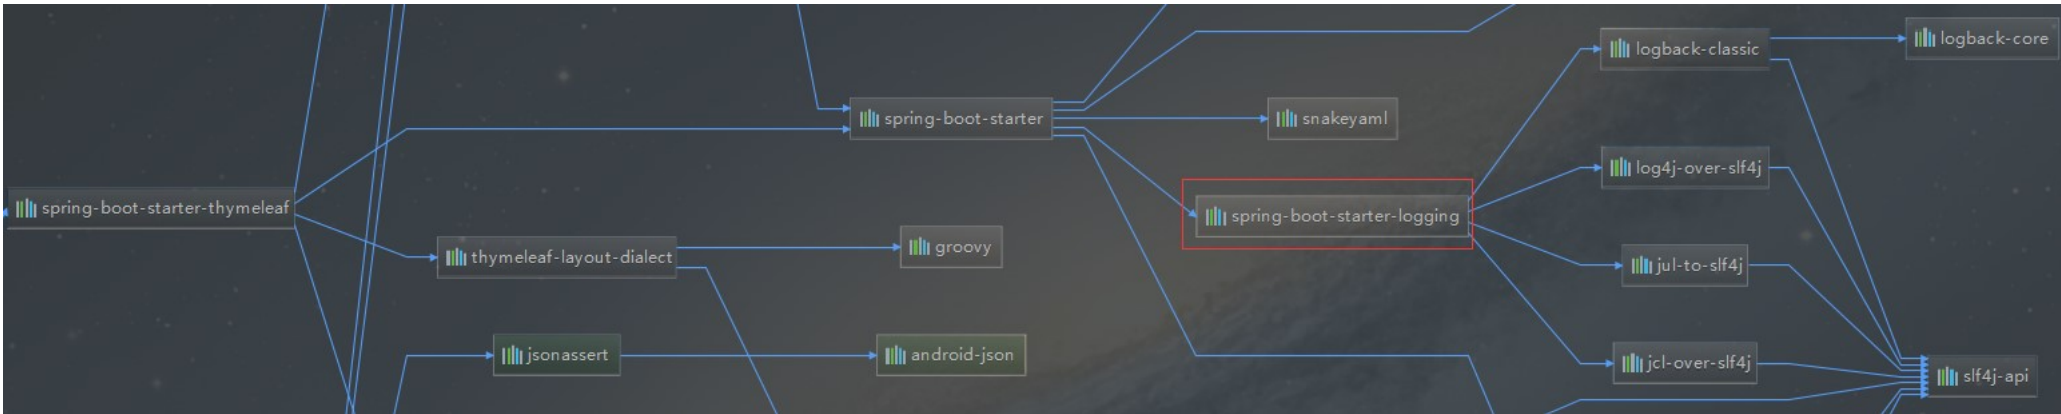 logback-core
logback-classic
spring-boot-starter
snakeyaml
log4j-over-slf4j
spring-boot-starter-thymeleaf
spring-boot-starter-logging
groovy
thymeleaf-layout-dialect
jul-to-slf4j
jsonassert
android-json
jcl-over-slf4j
slf4j-api